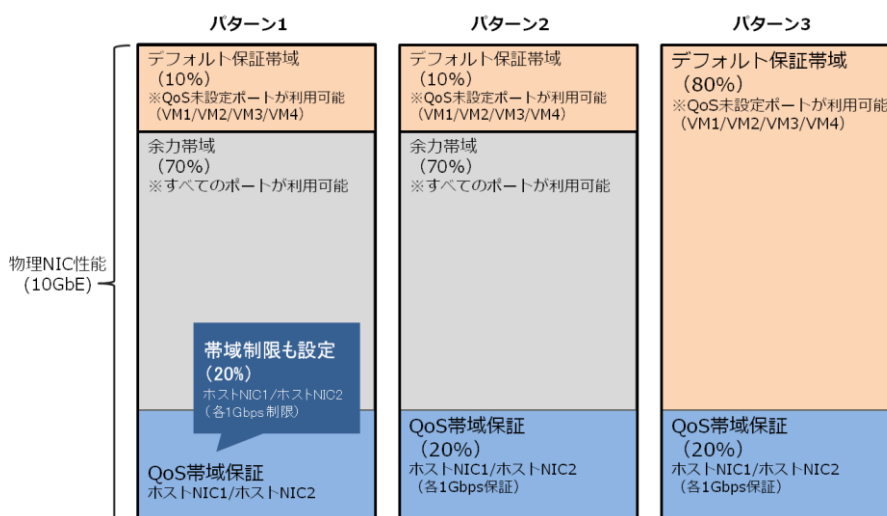 パターン1
パターン2
パターン3
物理NIC性能
(10GbE)
デフォルト保証帯域
(10%)
※QoS未設定ポートが利用可能
(VM1/VM2/VM3/VM4)
余力帯域
(70%)
※すべてのポートが利用可能
帯域制限も設定
(20%)
ホストNIC1/ホストNIC2
(各1Gbps制限)
QoS帯域保証
ホストNIC1/ホストNIC2
デフォルト保証帯域
(10%)
※QoS未設定ポートが利用可能
(VM1/VM2/VM3/VM4)
余力帯域
(70%)
※すべてのポートが利用可能
QoS帯域保証
(20%)
ホストNIC1/ホストNIC2
(各1Gbps保証)
デフォルト保証帯域
(80%)
※QoS未設定ポートが利用可能
(VM1/VM2/VM3/VM4)
QoS帯域保証
(20%)
ホストNIC1/ホストNIC2
(各1Gbps保証)